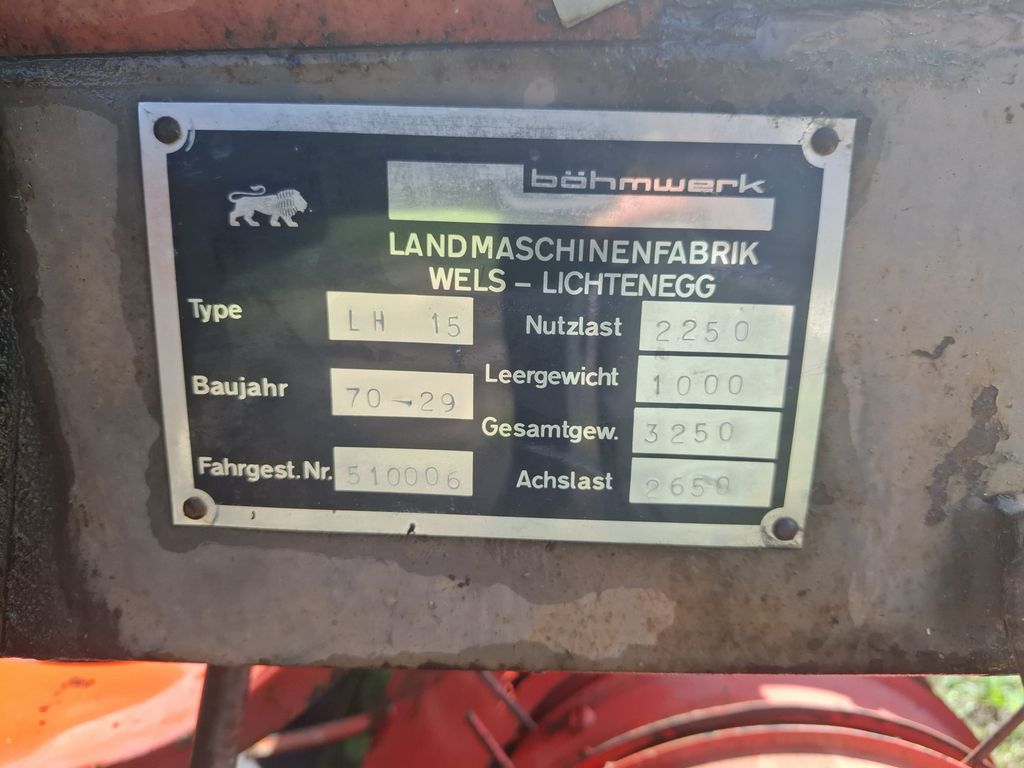 böhmwerk
LANDMASCHINENFABRIK
WELS – LICHTENEGG
Type LH 15
Baujahr 70-29
Fahrgest. Nr. 510006
Nutzlast 2250
Leergewicht 1000
Gesamtgew. 3250
Achslast 2650